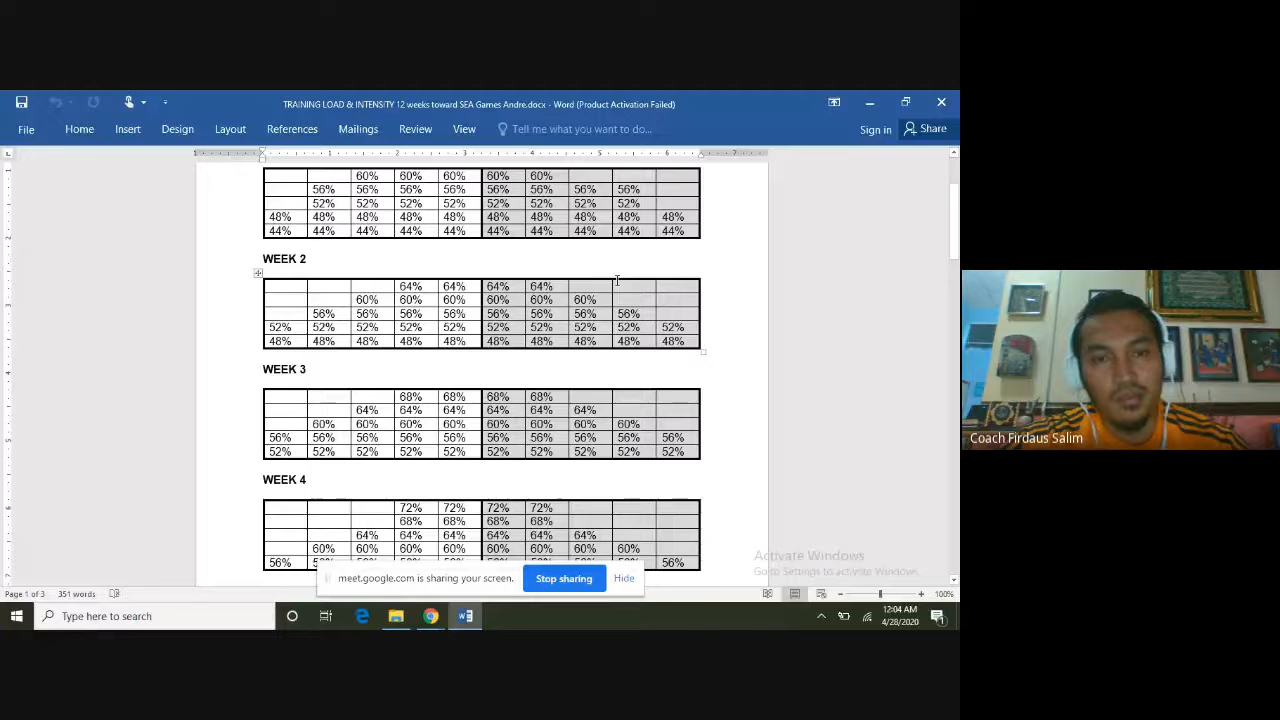 TRAINING LOAD & INTENSITY 12 weeks toward SEA Games Andre.docx - Word (Product Activation Failed)
File Home Insert Design Layout References Mailings Review View Tell me what you want to do... Sign in Share
1 1 2 3 4 5 6 7
60% 60% 60% 60% 60%
56% 56% 56% 56% 56% 56% 56% 56%
52% 52% 52% 52% 52% 52% 52% 52%
48% 48% 48% 48% 48% 48% 48% 48% 48% 48%
44% 44% 44% 44% 44% 44% 44% 44% 44% 44%
WEEK 2
64% 64% 64% 64%
60% 60% 60% 60% 60% 60%
56% 56% 56% 56% 56% 56% 56% 56%
52% 52% 52% 52% 52% 52% 52% 52% 52% 52%
48% 48% 48% 48% 48% 48% 48% 48% 48% 48%
WEEK 3
68% 68% 68% 68%
64% 64% 64% 64% 64% 64%
60% 60% 60% 60% 60% 60% 60% 60%
56% 56% 56% 56% 56% 56% 56% 56% 56% 56%
52% 52% 52% 52% 52% 52% 52% 52% 52% 52%
WEEK 4
72% 72% 72% 72%
68% 68% 68% 68%
64% 64% 64% 64% 64% 64%
60% 60% 60% 60% 60% 60% 60% 60%
56% 56%
meet.google.com is sharing your screen. Stop sharing Hide
Activate Windows
Go to Settings to activate Windows.
Page 1 of 3 351 words 100%
Type here to search
12:04 AM
4/28/2020
Coach Firdaus Salim